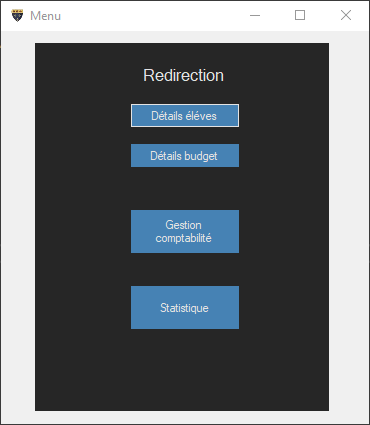 Menu
Redirection
Détails éléves
Détails budget
Gestion
comptabilité
Statistique